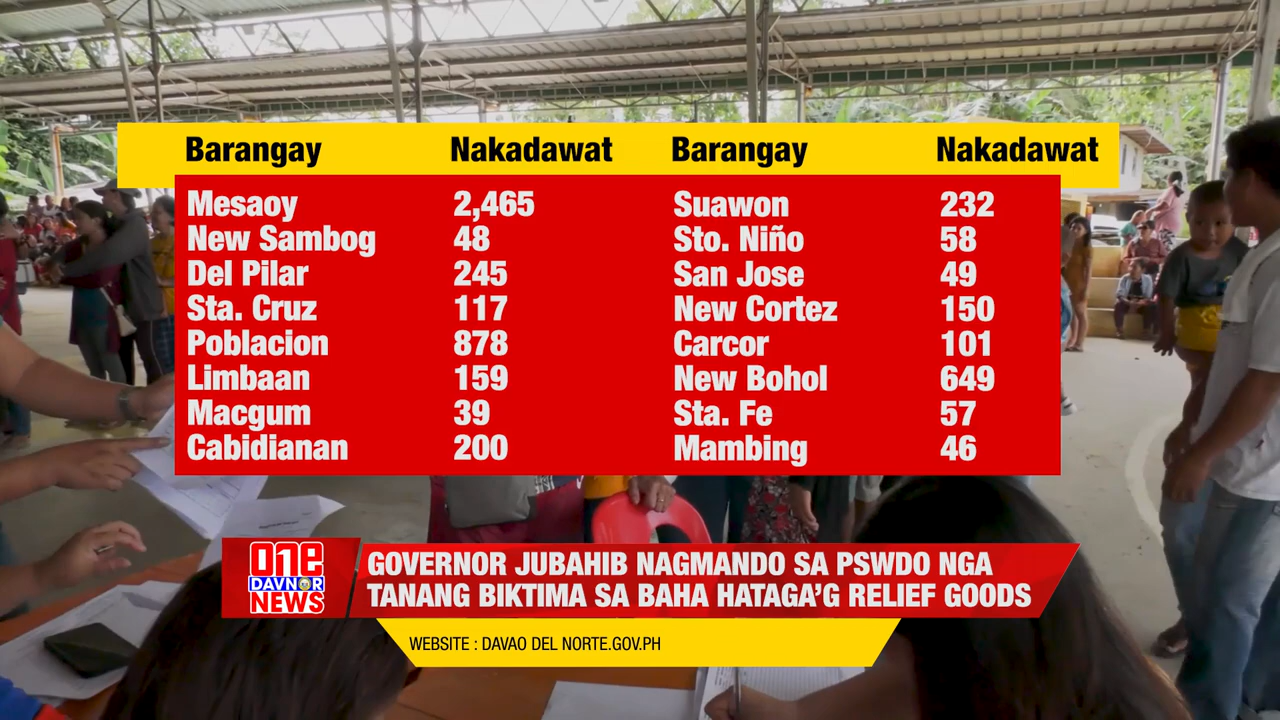 Barangay Nakadawat Barangay Nakadawat
Mesaoy 2,465 Suawon 232
New Sambog 48 Sto. Niño 58
Del Pilar 245 San Jose 49
Sta. Cruz 117 New Cortez 150
Poblacion 878 Carcor 101
Limbaan 159 New Bohol 649
Macgum 39 Sta. Fe 57
Cabidianan 200 Mambing 46
one
DAVNOR
NEWS
GOVERNOR JUBAHIB NAGMANDO SA PSWDO NGA
TANANG BIKTIMA SA BAHA HATAGA'G RELIEF GOODS
WEBSITE : DAVAO DEL NORTE.GOV.PH